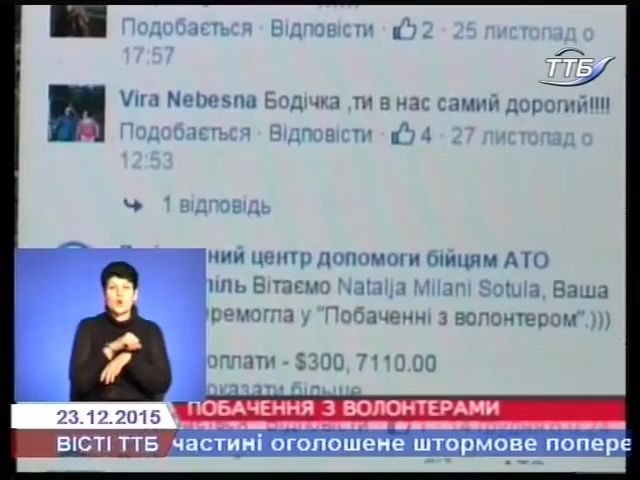 Подобається · Відповісти · 2 · 25 листопад о
17:57
ТТБ
Vira Nebesna Бодічка ,ти в нас самий дорогий!!!!
Подобається · Відповісти · 4 · 27 листопад о
12:53
1 відповідь
центр допомоги бійцям АТО
Вітаємо Natalja Milani Sotula, Ваша
у "Побаченні з волонтером".)))
- $300, 7110.00
більше
ПОБАЧЕННЯ З ВОЛОНТЕРАМИ
23.12.2015
ВІСТІ ТТБ
частині оголошене штормове попере